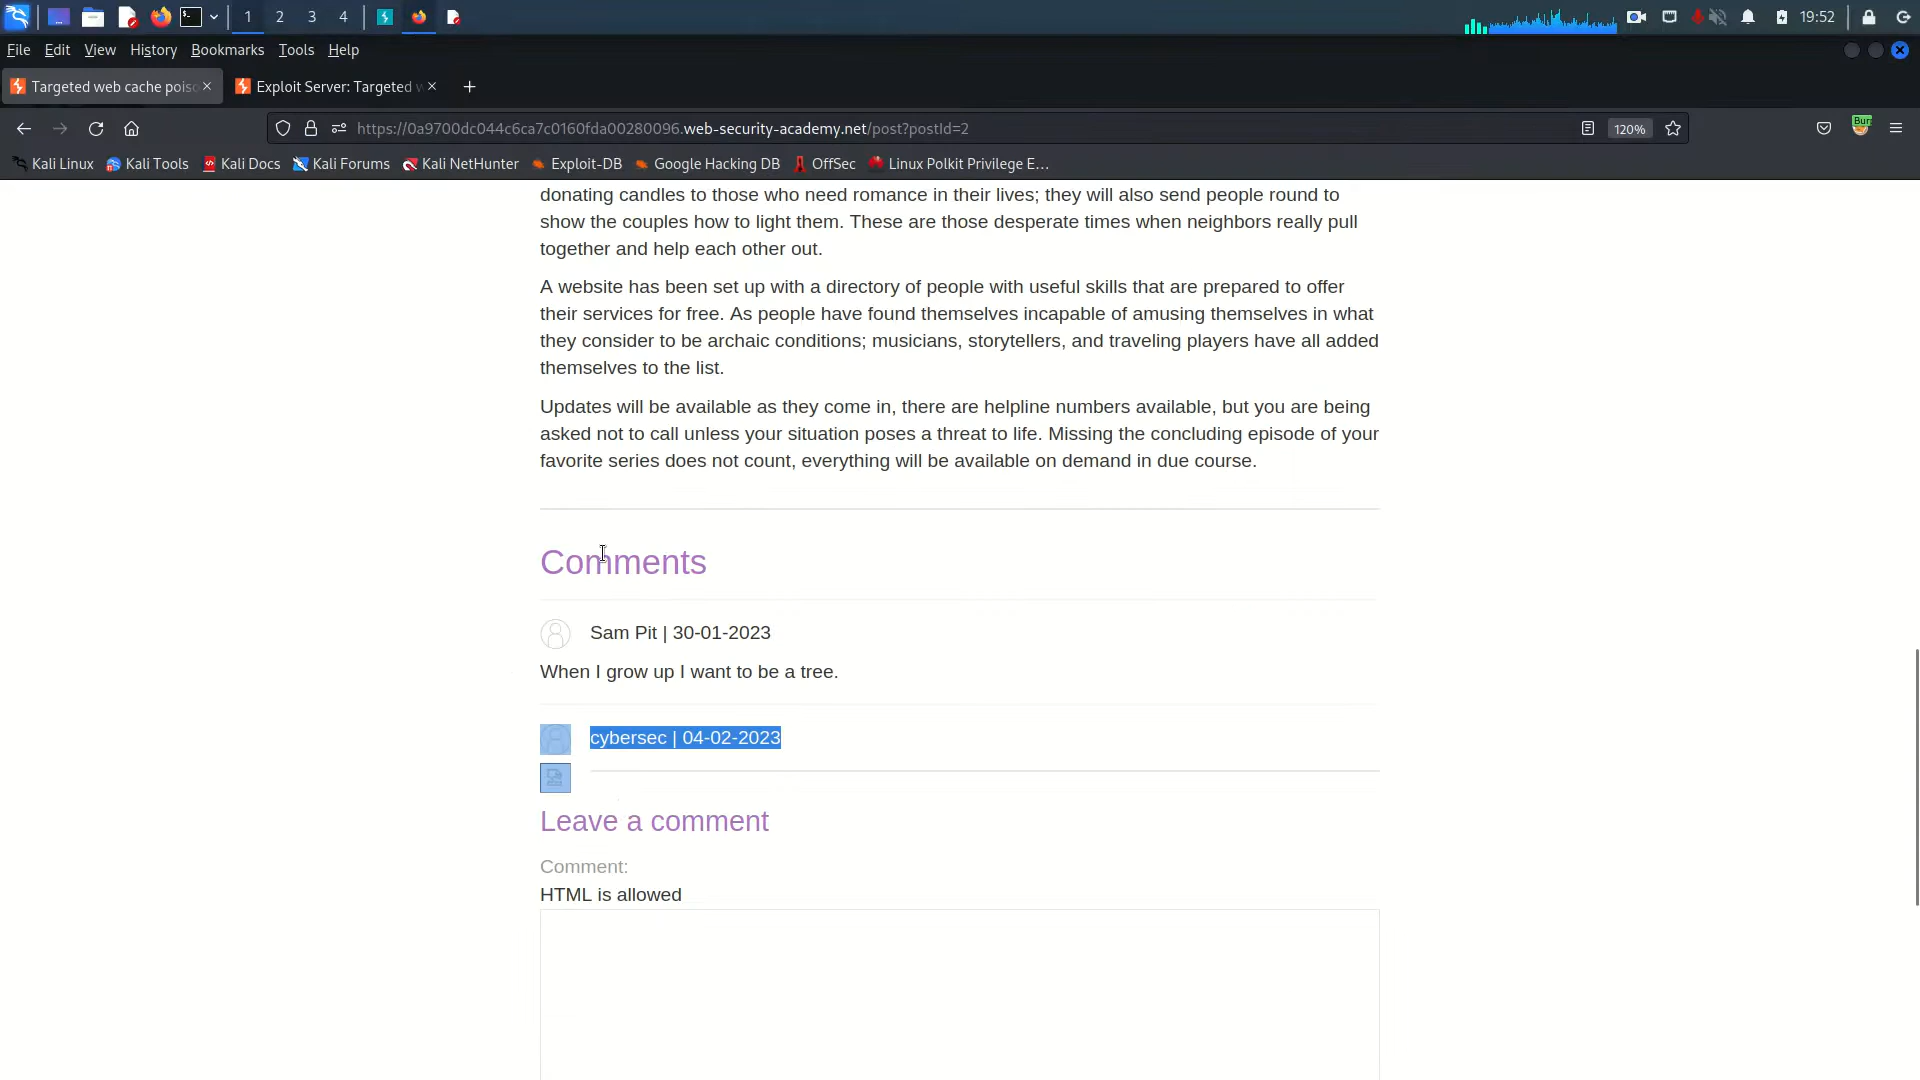 1 2 3 4 19:52
File Edit View History Bookmarks Tools Help
Targeted web cache pois Exploit Server: Targeted
https://0a9700dc044c6ca7c0160fda00280096.web-security-academy.net/post?postId=2 120% Burp
Kali Linux Kali Tools Kali Docs Kali Forums Kali NetHunter Exploit-DB Google Hacking DB OffSec Linux Polkit Privilege E...
donating candles to those who need romance in their lives; they will also send people round to
show the couples how to light them. These are those desperate times when neighbors really pull
together and help each other out.
A website has been set up with a directory of people with useful skills that are prepared to offer
their services for free. As people have found themselves incapable of amusing themselves in what
they consider to be archaic conditions; musicians, storytellers, and traveling players have all added
themselves to the list.
Updates will be available as they come in, there are helpline numbers available, but you are being
asked not to call unless your situation poses a threat to life. Missing the concluding episode of your
favorite series does not count, everything will be available on demand in due course.
Comments
Sam Pit | 30-01-2023
When I grow up I want to be a tree.
cybersec | 04-02-2023
Leave a comment
Comment:
HTML is allowed